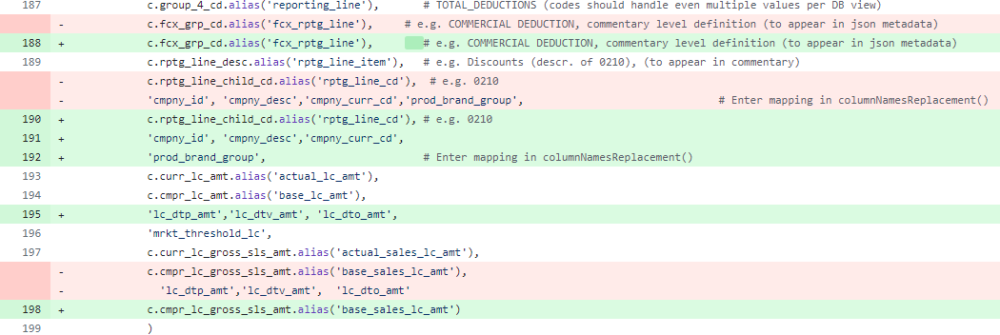 187 c.group_4_cd.alias('reporting_line'), # TOTAL_DEDUCTIONS (codes should handle even multiple values per DB view)
- c.fcx_grp_cd.alias('fcx_rptg_line'), # e.g. COMMERCIAL DEDUCTION, commentary level definition (to appear in json metadata)
188 + c.fcx_grp_cd.alias('fcx_rptg_line'), # e.g. COMMERCIAL DEDUCTION, commentary level definition (to appear in json metadata)
189 c.rptg_line_desc.alias('rptg_line_item'), # e.g. Discounts (descr. of 0210), (to appear in commentary)
- c.rptg_line_child_cd.alias('rptg_line_cd'), # e.g. 0210
- 'cmpny_id', 'cmpny_desc','cmpny_curr_cd','prod_brand_group', # Enter mapping in columnNamesReplacement()
190 + c.rptg_line_child_cd.alias('rptg_line_cd'), # e.g. 0210
191 + 'cmpny_id', 'cmpny_desc','cmpny_curr_cd',
192 + 'prod_brand_group', # Enter mapping in columnNamesReplacement()
193 c.curr_lc_amt.alias('actual_lc_amt'),
194 c.cmpr_lc_amt.alias('base_lc_amt'),
195 + 'lc_dtp_amt','lc_dtv_amt', 'lc_dto_amt',
196 'mrkt_threshold_lc',
197 c.curr_lc_gross_sls_amt.alias('actual_sales_lc_amt'),
- c.cmpr_lc_gross_sls_amt.alias('base_sales_lc_amt'),
- 'lc_dtp_amt','lc_dtv_amt', 'lc_dto_amt'
198 + c.cmpr_lc_gross_sls_amt.alias('base_sales_lc_amt')
199 )